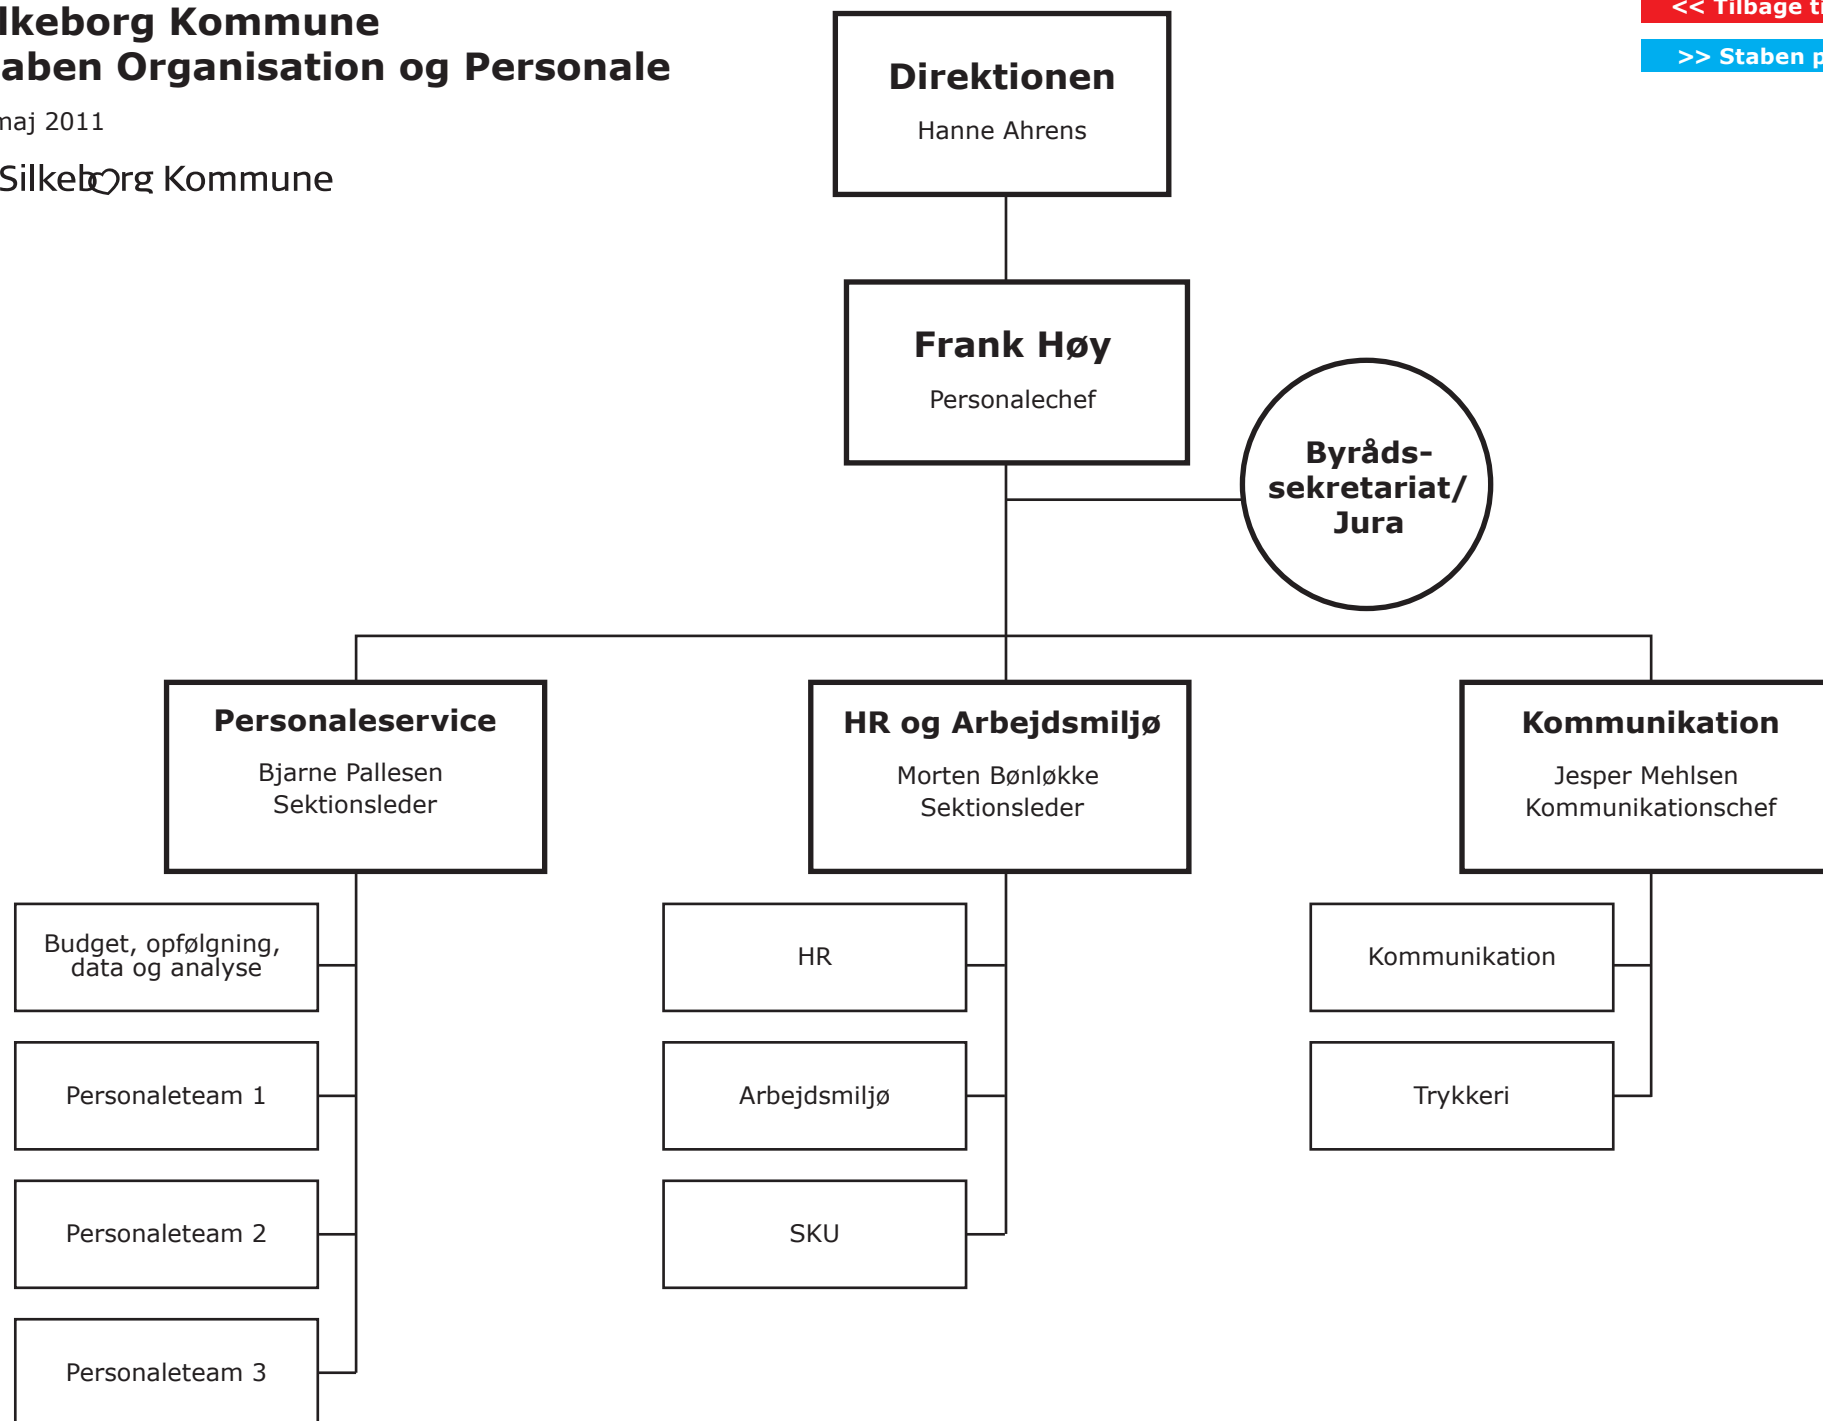 lkeborg Kommune
aben Organisation og Personale
maj 2011
Silkeborg Kommune
<< Tilbage ti
>> Staben p
Direktionen
Hanne Ahrens
Frank Høy
Personalechef
Byråds-
sekretariat/
Jura
Personaleservice
Bjarne Pallesen
Sektionsleder
HR og Arbejdsmiljø
Morten Bønløkke
Sektionsleder
Kommunikation
Jesper Mehlsen
Kommunikationschef
Budget, opfølgning,
data og analyse
Personaleteam 1
Personaleteam 2
Personaleteam 3
HR
Arbejdsmiljø
SKU
Kommunikation
Trykkeri